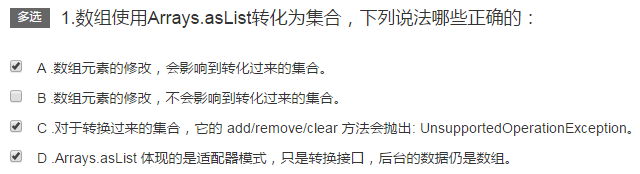 多选 1.数组使用Arrays.asList转化为集合，下列说法哪些正确的：
A .数组元素的修改，会影响到转化过来的集合。
B .数组元素的修改，不会影响到转化过来的集合。
C .对于转换过来的集合，它的 add/remove/clear 方法会抛出: UnsupportedOperationException。
D .Arrays.asList 体现的是适配器模式，只是转换接口，后台的数据仍是数组。